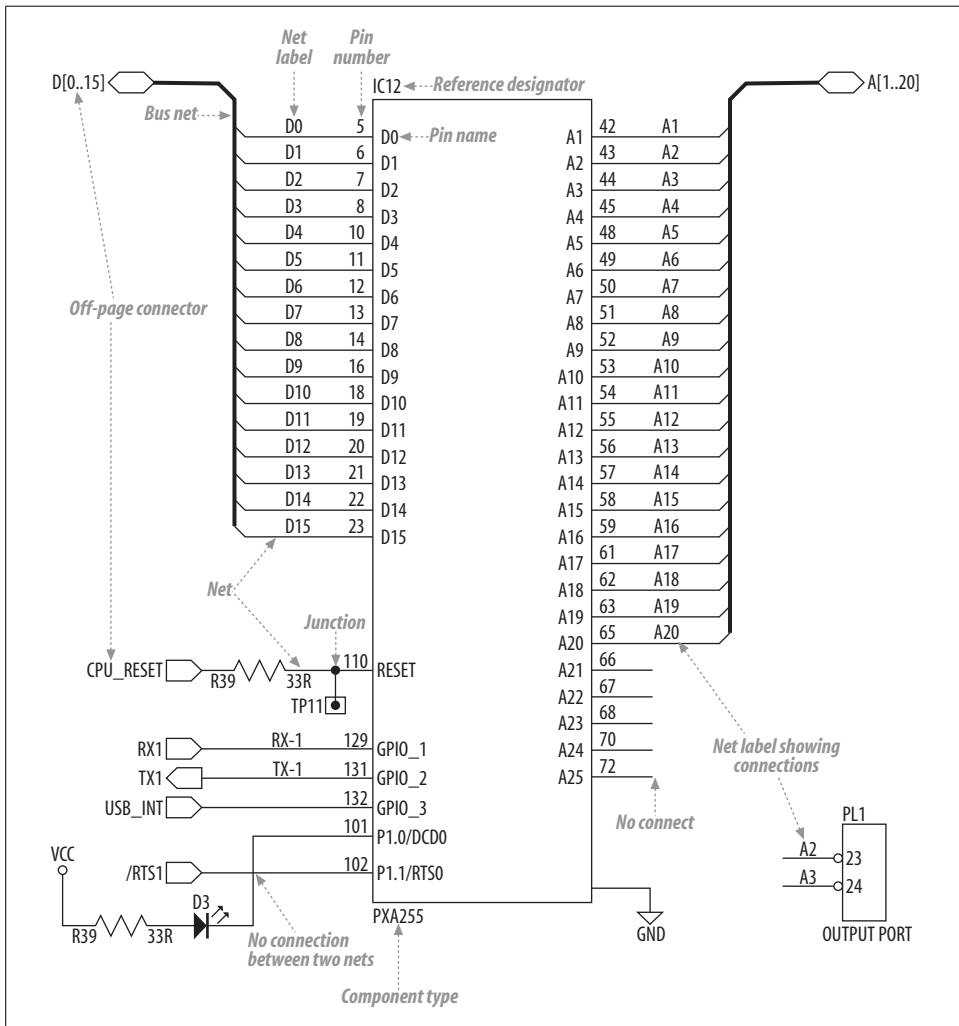 Net label
Pin number
D[0..15]
IC12
Reference designator
A[1..20]
Bus net
D0 5 D0
Pin name
A1 42 A1
D1 6 D1
A2 43 A2
D2 7 D2
A3 44 A3
D3 8 D3
A4 45 A4
D4 10 D4
A5 48 A5
D5 11 D5
A6 49 A6
D6 12 D6
A7 50 A7
Off-page connector
D7 13 D7
A8 51 A8
D8 14 D8
A9 52 A9
D9 16 D9
A10 53 A10
D10 18 D10
A11 54 A11
D11 19 D11
A12 55 A12
D12 20 D12
A13 56 A13
D13 21 D13
A14 57 A14
D14 22 D14
A15 58 A15
D15 23 D15
A16 59 A16
A17 61 A17
Net
A18 62 A18
A19 63 A19
Junction
A20 65 A20
CPU_RESET
R39 33R
110 RESET
A21 66
TP11
A22 67
A23 68
RX1 RX-1 129 GPIO_1
A24 70
TX1 TX-1 131 GPIO_2
A25 72
Net label showing
connections
USB_INT 132 GPIO_3
No connect
101 P1.0/DCD0
PL1
VCC
/RTS1 102 P1.1/RTS0
A2 23
A3 24
D3
R39 33R
No connection
between two nets
PXA255
GND
OUTPUT PORT
Component type